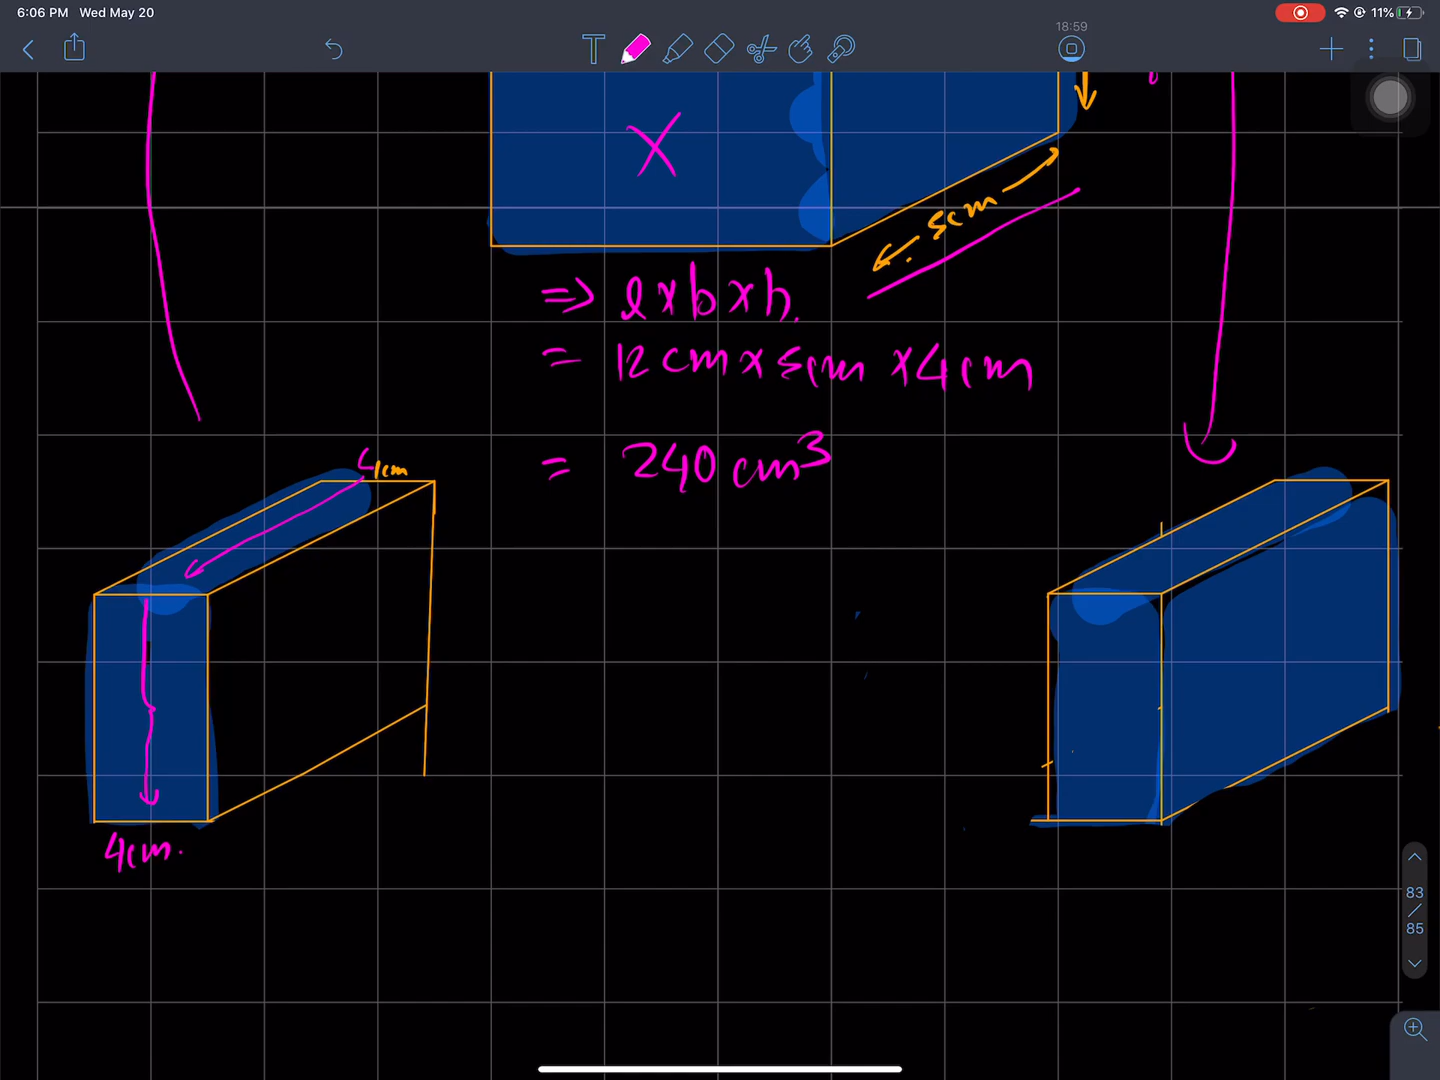 6:06 PM Wed May 20
11%
18:59
T
X
5cm
=> l x b x h.
= 12 cm x 5cm x 4cm
= 240 cm³
4cm
4cm.
83
/
85